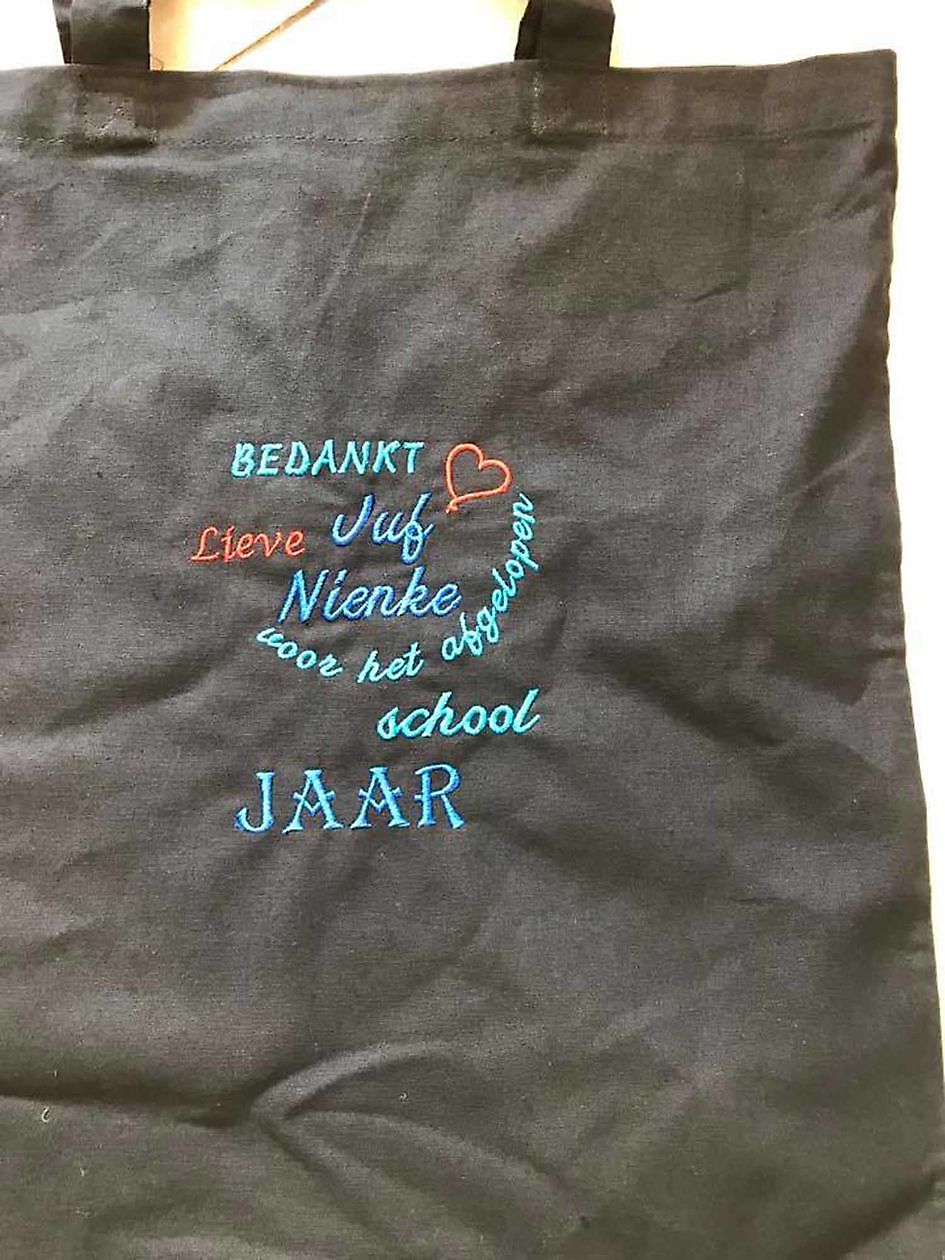 BEDANKT
Lieve Juf
Nienke
voor het afgelopen
school
JAAR